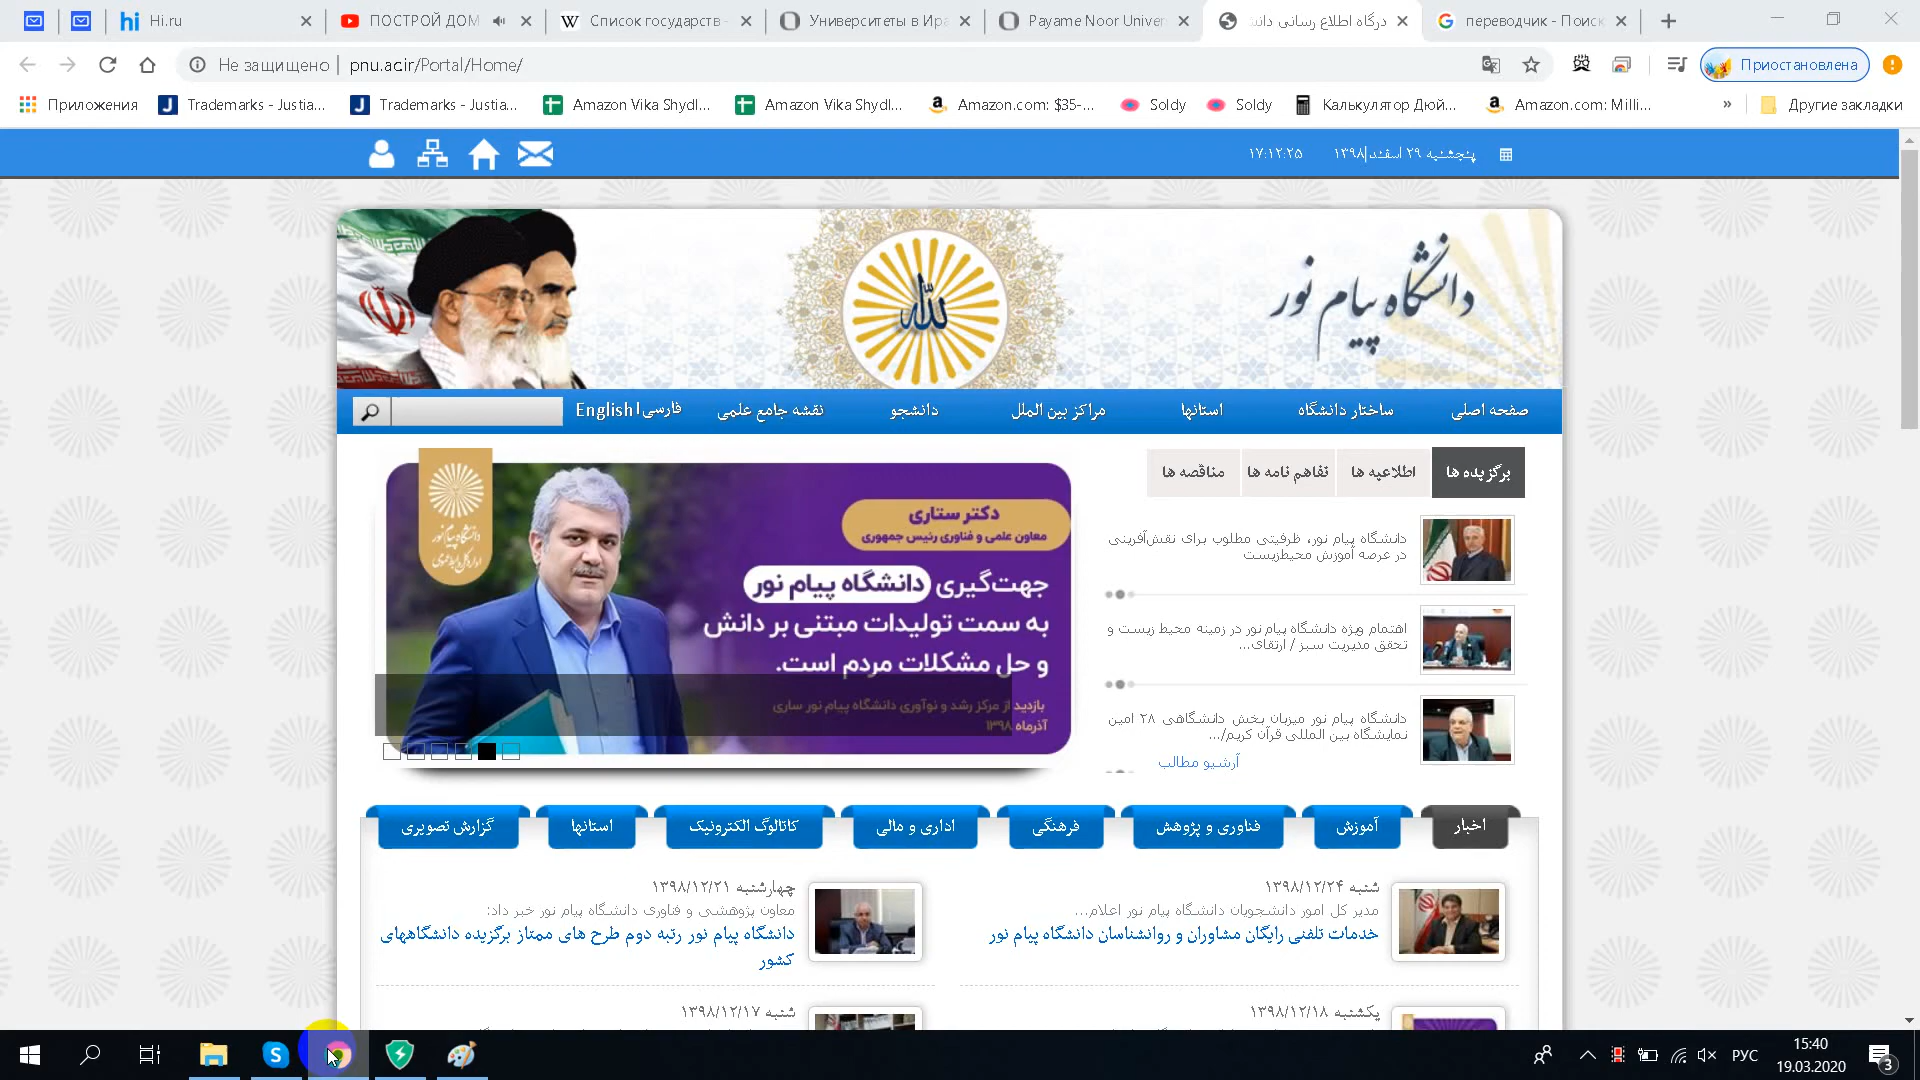 Hi.ru
ПОСТРОЙ ДОМ
Список государств -
Университеты в Ира
Payame Noor Univer
درگاه اطلاع رسانی دانش
переводчик - Поиск
Не защищено
pnu.ac.ir/Portal/Home/
Приостановлена
Приложения
Trademarks - Justia...
Trademarks - Justia...
Amazon Vika Shydl...
Amazon Vika Shydl...
Amazon.com: $35-...
Soldy
Soldy
Калькулятор Дюй...
Amazon.com: Milli...
»
Другие закладки
پنجشنبه ۲۹ اسفند ۱۳۹۸|
۱۷:۱۲:۲۵
دانشگاه پیام نور
الله
صفحه اصلی
ساختار دانشگاه
استانها
مراکز بین الملل
دانشجو
نقشه جامع علمی
فارسی | English
برگزیده ها
اطلاعیه ها
تفاهم نامه ها
مناقصه ها
دانشگاه پیام نور
دکتر ستاری
معاون علمی و فناوری رئیس جمهوری
جهت‌گیری دانشگاه پیام نور
به سمت تولیدات مبتنی بر دانش
و حل مشکلات مردم است.
بازدید از مرکز رشد و نوآوری دانشگاه پیام نور ساری
آذرماه ۱۳۹۸
دانشگاه پیام نور، ظرفیتی مطلوب برای نقش‌آفرینی
در عرصه آموزش محیط‌زیست
اهتمام ویژه دانشگاه پیام نور در زمینه محیط زیست و
تحقق مدیریت سبز / ارتقای...
دانشگاه پیام نور میزبان بخش دانشگاهی ۲۸ امین
نمایشگاه بین المللی قرآن کریم/...
آرشیو مطالب
اخبار
آموزش
فناوری و پژوهش
فرهنگی
اداری و مالی
کاتالوگ الکترونیک
استانها
گزارش تصویری
شنبه ۱۳۹۸/۱۲/۲۴
مدیر کل امور دانشجویان دانشگاه پیام نور اعلام...
خدمات تلفنی رایگان مشاوران و روانشناسان دانشگاه پیام نور
چهارشنبه ۱۳۹۸/۱۲/۲۱
معاون پژوهشی و فناوری دانشگاه پیام نور خبر داد:
دانشگاه پیام نور رتبه دوم طرح های ممتاز برگزیده دانشگاههای
کشور
یکشنبه ۱۳۹۸/۱۲/۱۸
شنبه ۱۳۹۸/۱۲/۱۷
РУС
15:40
19.03.2020
3